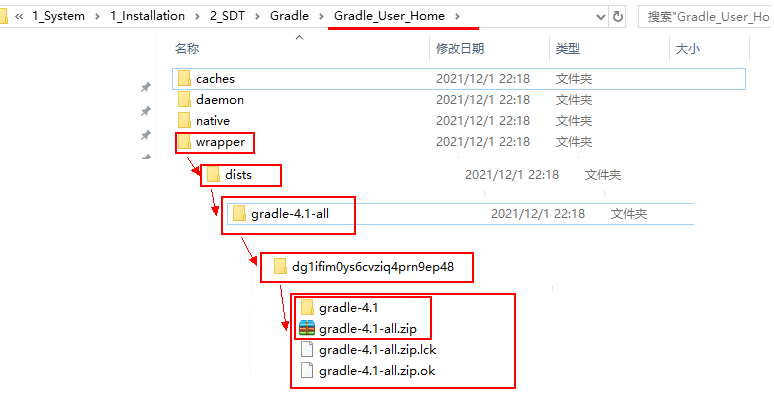 « 1_System > 1_Installation > 2_SDT > Gradle > Gradle_User_Home > 搜索"Gradle_User_Ho
名称 修改日期 类型 大小
caches 2021/12/1 22:18 文件夹
daemon 2021/12/1 22:18 文件夹
native 2021/12/1 22:18 文件夹
wrapper 2021/12/1 22:18 文件夹
dists 2021/12/1 22:18 文件夹
gradle-4.1-all 2021/12/1 22:18 文件夹
dg1ifim0ys6cvziq4prn9ep48
gradle-4.1
gradle-4.1-all.zip
gradle-4.1-all.zip.lck
gradle-4.1-all.zip.ok